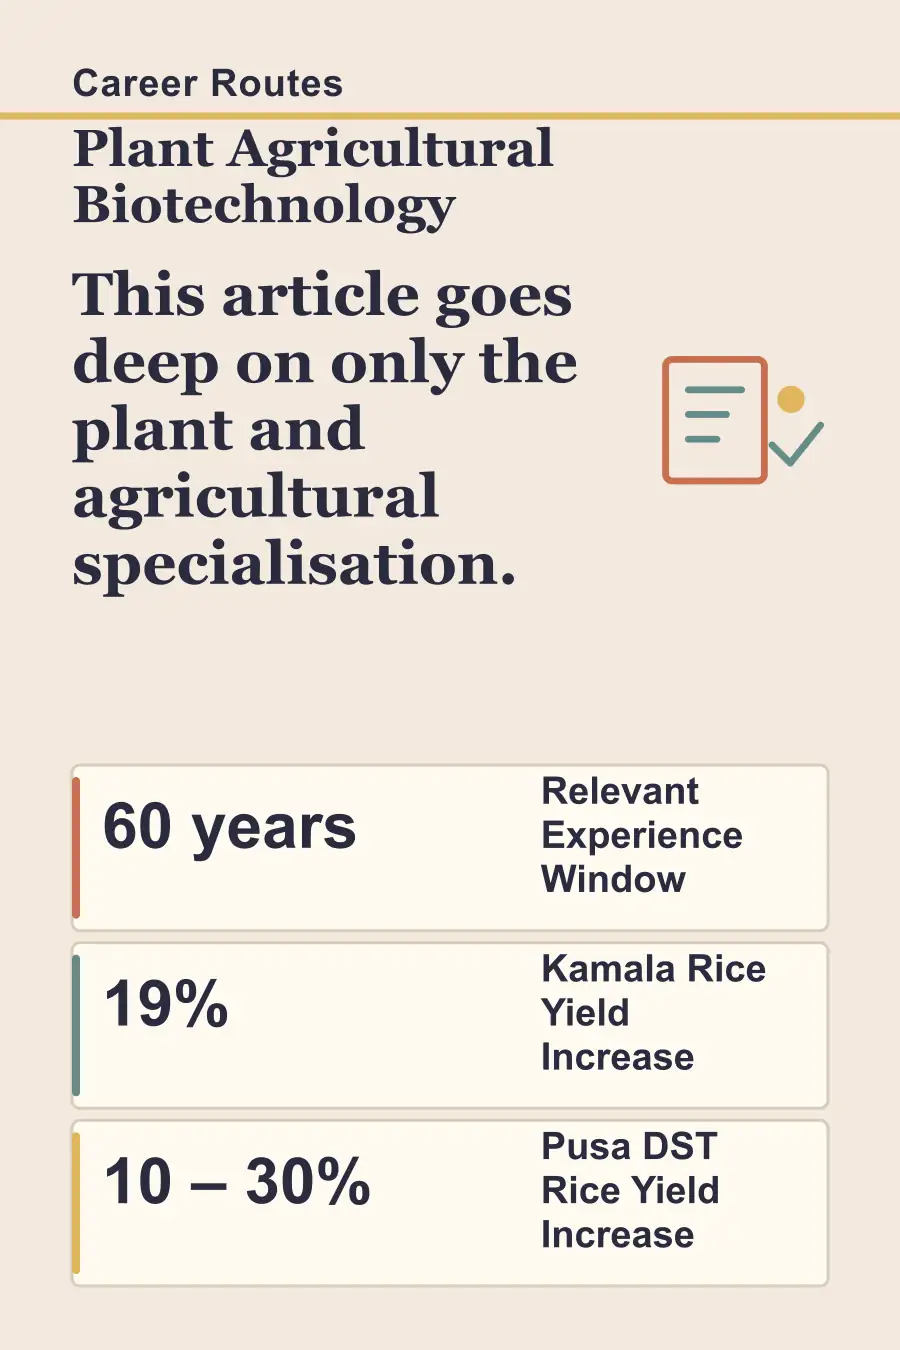 Career Routes
Plant Agricultural
Biotechnology
This article goes
deep on only the
plant and
agricultural
specialisation.
60 years
Relevant
Experience
Window
19%
Kamala Rice
Yield
Increase
10 – 30%
Pusa DST
Rice Yield
Increase